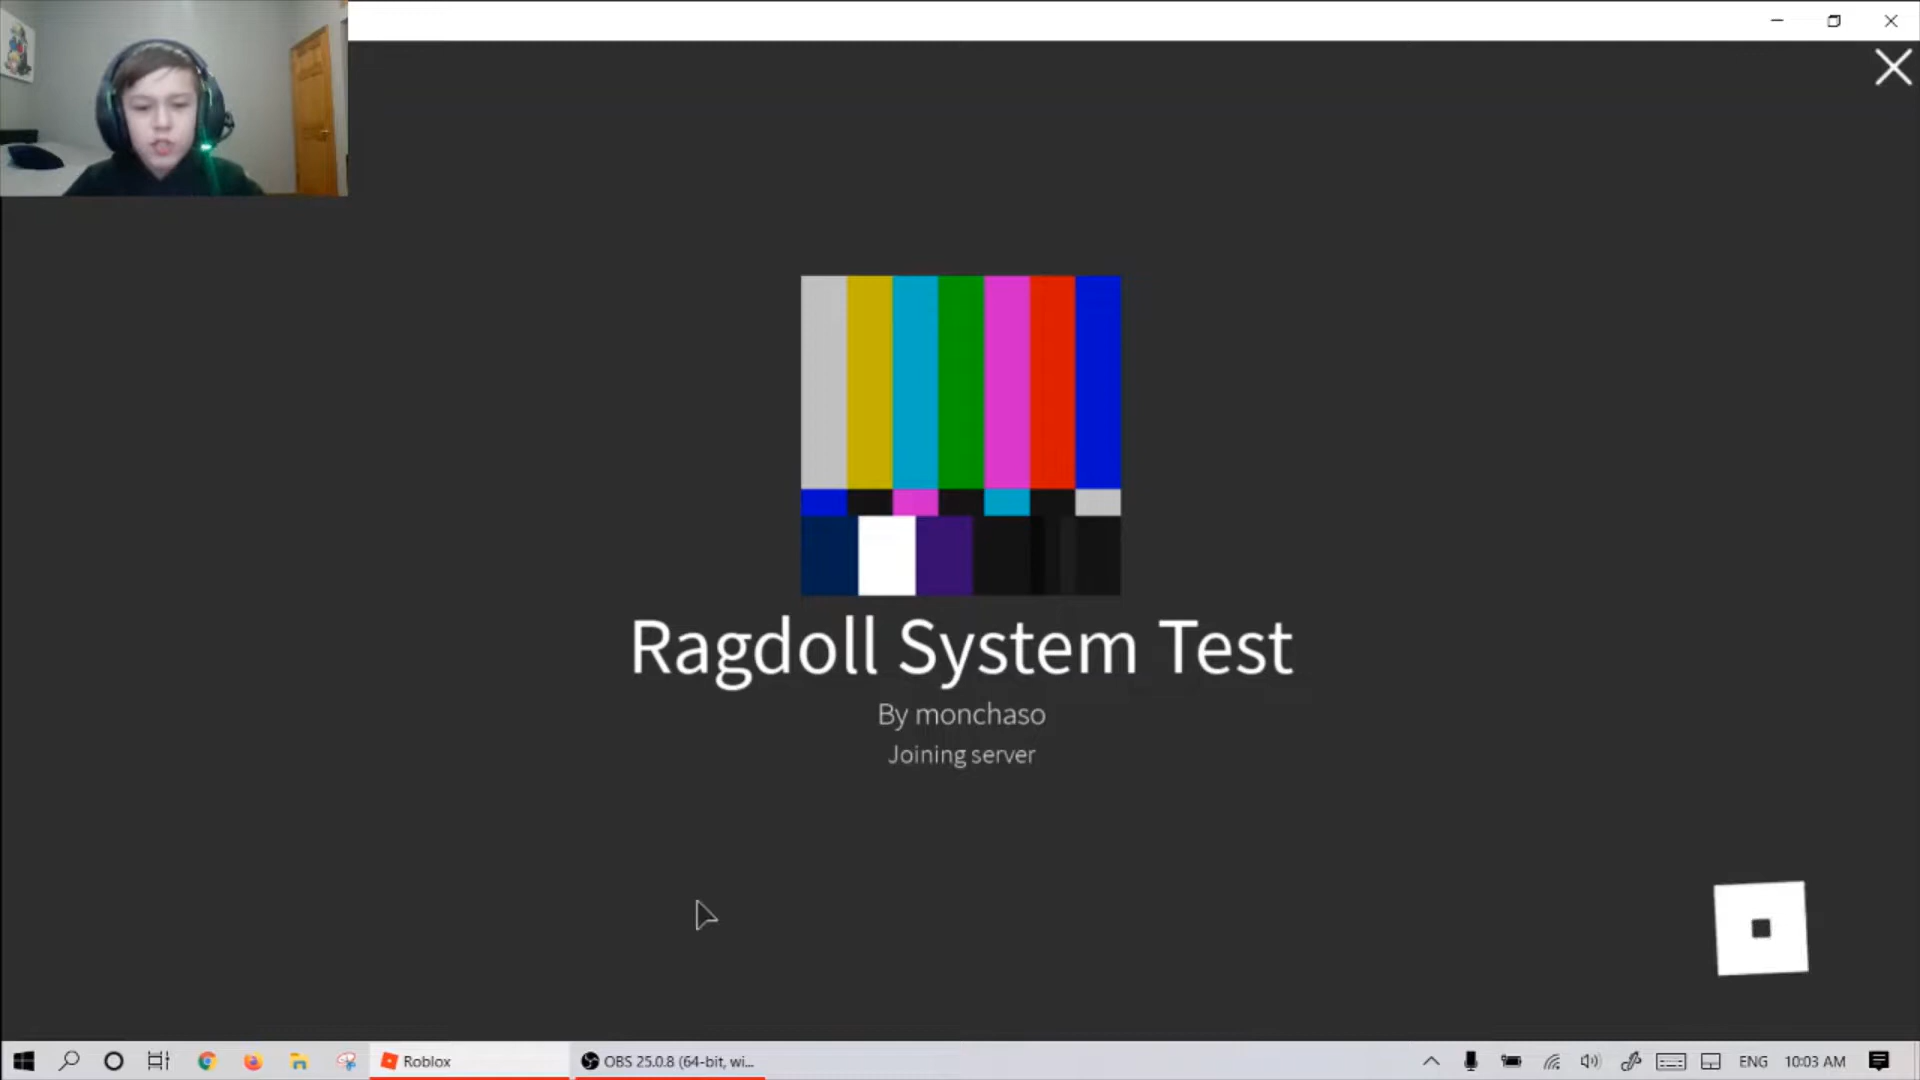 Ragdoll System Test
By monchaso
Joining server
Roblox
OBS 25.0.8 (64-bit, wi...
ENG
10:03 AM